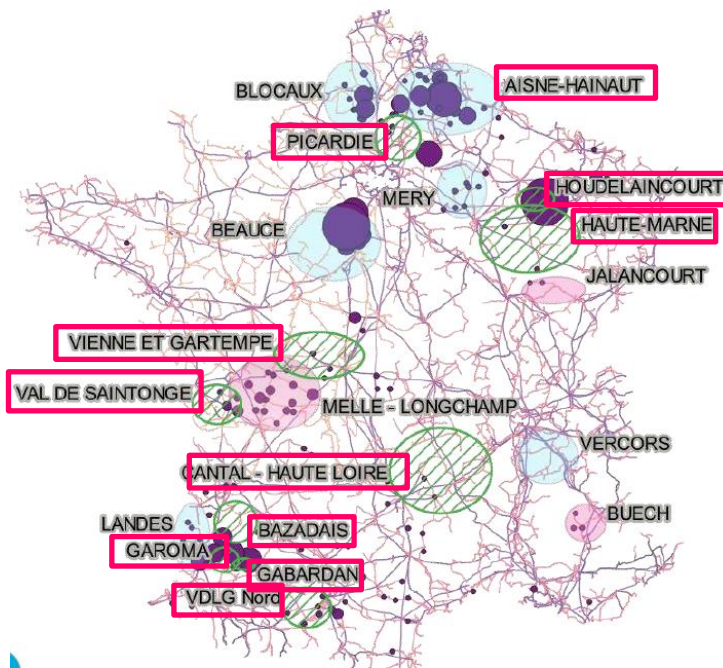 BLOCAUX
AISNE-HAINAUT
PICARDIE
HOUDELAINCOURT
MERY
HAUTE-MARNE
BEAUCE
JALANCOURT
VIENNE ET GARTEMPE
VAL DE SAINTONGE
MELLE - LONGCHAMP
VERCORS
CANTAL - HAUTE LOIRE
BUECH
LANDES
BAZADAIS
GAROMA
GABARDAN
VDLG Nord